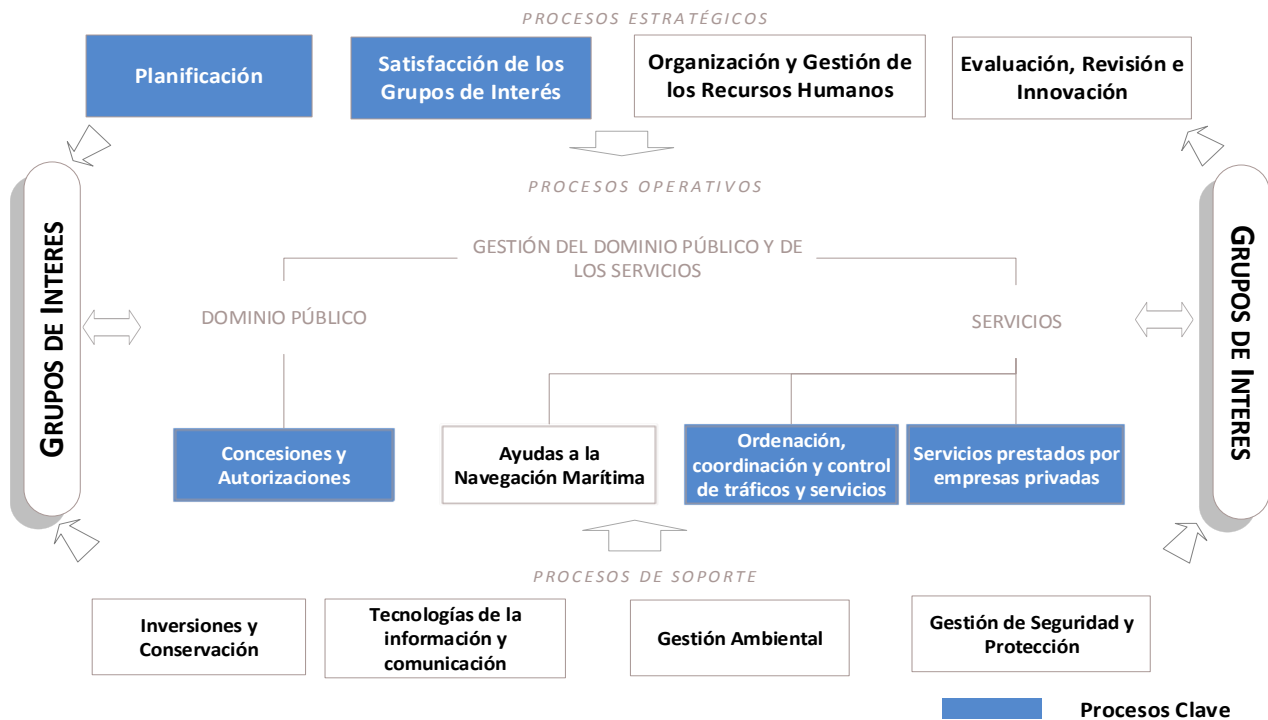 PROCESOS ESTRATÉGICOS
Planificación
Satisfacción de los
Grupos de Interés
Organización y Gestión de
los Recursos Humanos
Evaluación, Revisión e
Innovación
PROCESOS OPERATIVOS
GRUPOS DE INTERES
GESTIÓN DEL DOMINIO PÚBLICO Y DE
LOS SERVICIOS
GRUPOS DE INTERES
DOMINIO PÚBLICO
SERVICIOS
Concesiones y
Autorizaciones
Ayudas a la
Navegación Marítima
Ordenación,
coordinación y control
de tráficos y servicios
Servicios prestados por
empresas privadas
PROCESOS DE SOPORTE
Inversiones y
Conservación
Tecnologías de la
información y
comunicación
Gestión Ambiental
Gestión de Seguridad y
Protección
Procesos Clave